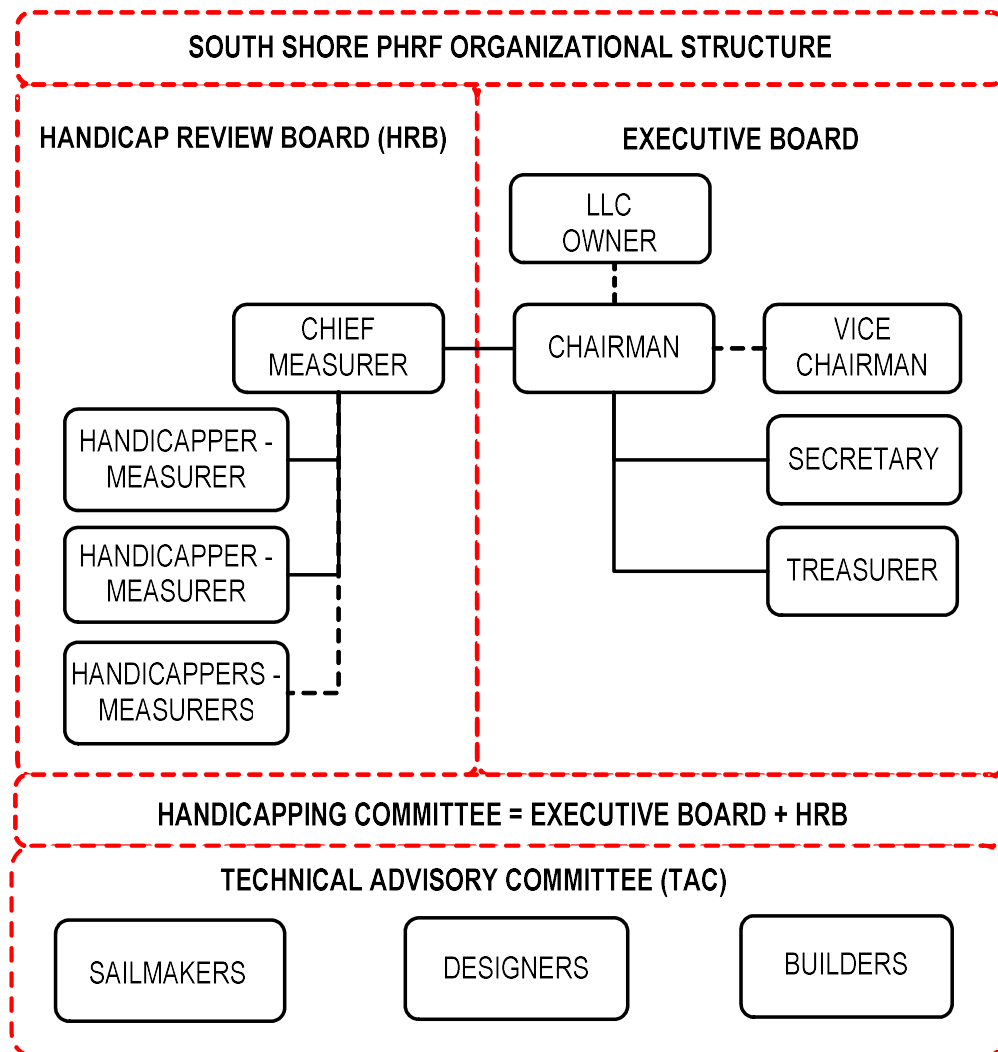 SOUTH SHORE PHRF ORGANIZATIONAL STRUCTURE
HANDICAP REVIEW BOARD (HRB)
CHIEF
MEASURER
HANDICAPPER -
MEASURER
HANDICAPPER -
MEASURER
HANDICAPPERS -
MEASURERS
EXECUTIVE BOARD
LLC
OWNER
CHAIRMAN
VICE
CHAIRMAN
SECRETARY
TREASURER
HANDICAPPING COMMITTEE = EXECUTIVE BOARD + HRB
TECHNICAL ADVISORY COMMITTEE (TAC)
SAILMAKERS
DESIGNERS
BUILDERS